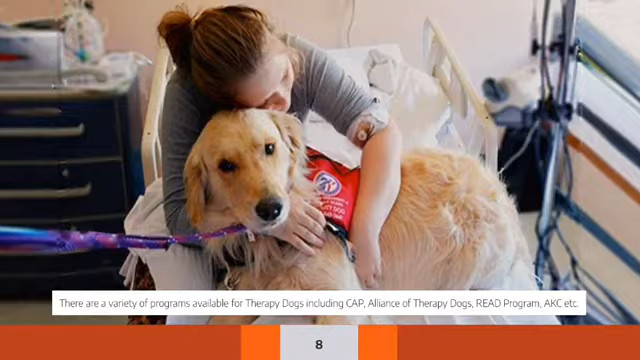 There are a variety of programs available for Therapy Dogs including CAP, Alliance of Therapy Dogs, READ Program, AKC etc.
8